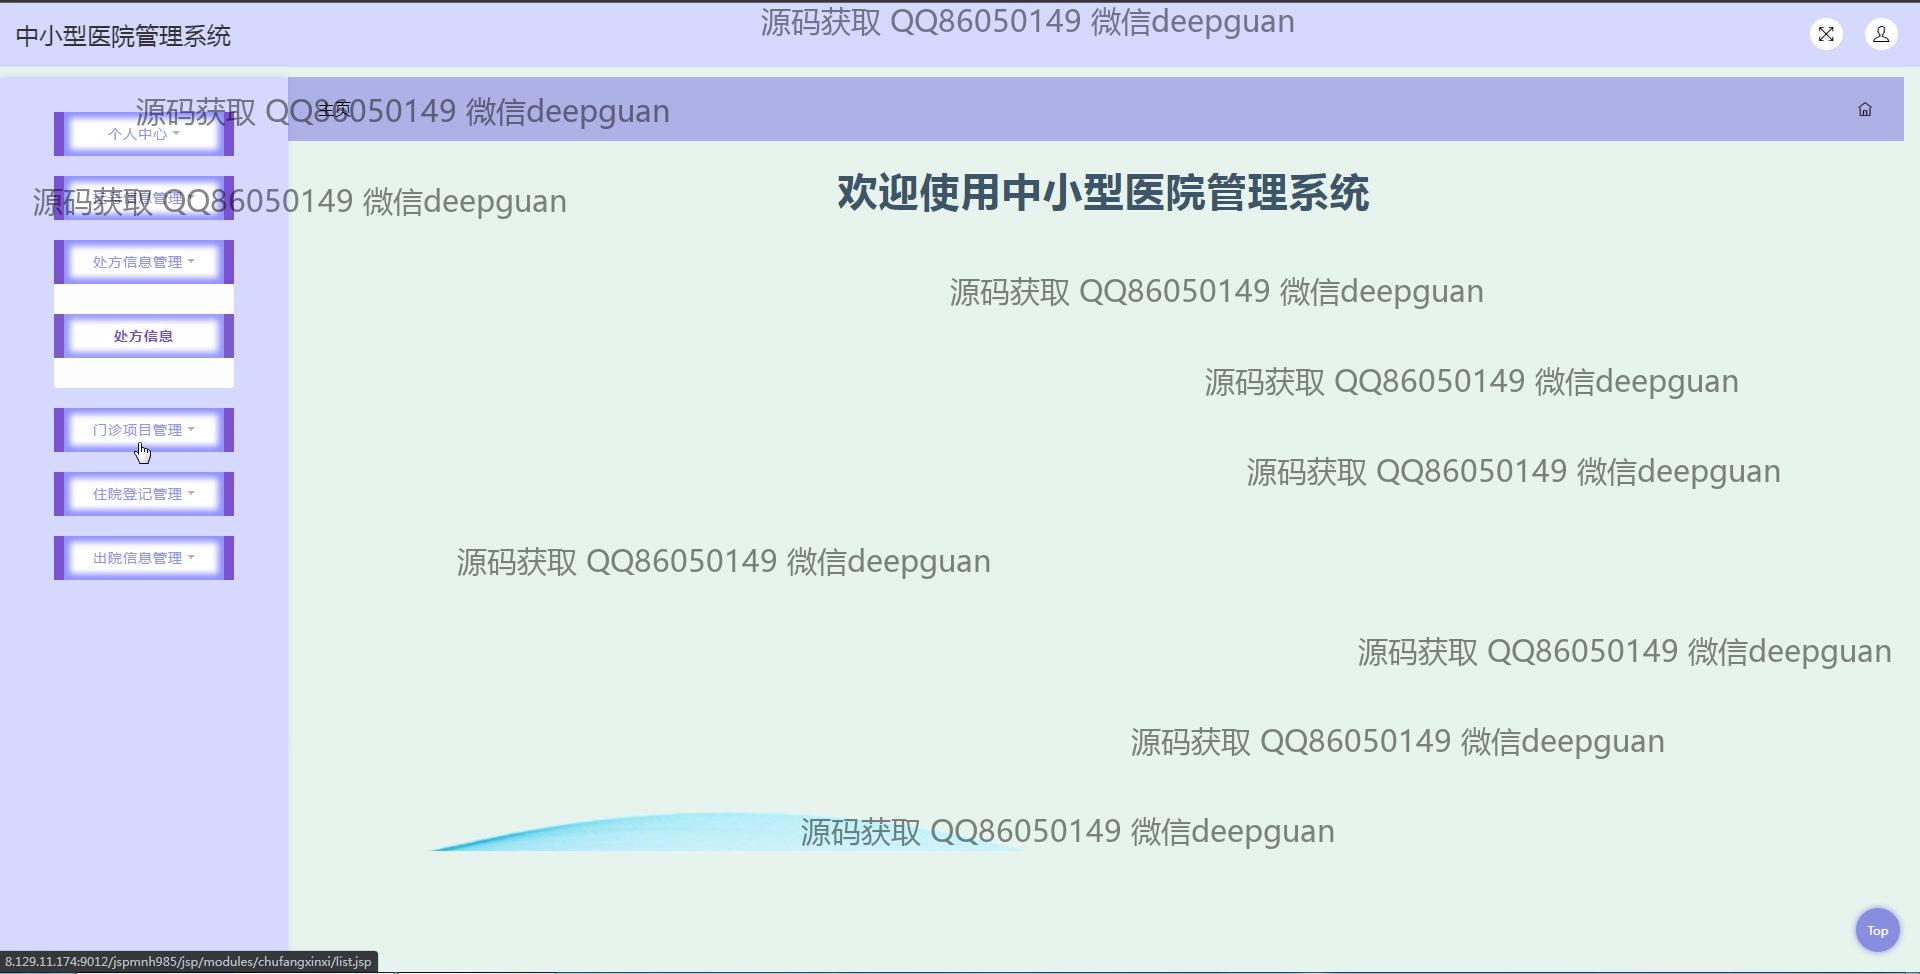 源码获取 QQ86050149 微信deepguan
中小型医院管理系统
源码获取 QQ86050149 微信deepguan
主页
个人中心
源码获取 QQ86050149 微信deepguan
管理
欢迎使用中小型医院管理系统
处方信息管理
源码获取 QQ86050149 微信deepguan
处方信息
源码获取 QQ86050149 微信deepguan
门诊项目管理
源码获取 QQ86050149 微信deepguan
住院登记管理
出院信息管理
源码获取 QQ86050149 微信deepguan
源码获取 QQ86050149 微信deepguan
源码获取 QQ86050149 微信deepguan
源码获取 QQ86050149 微信deepguan
Top
8.129.11.174:9012/jspmnh985/jsp/modules/chufangxinxi/list.jsp